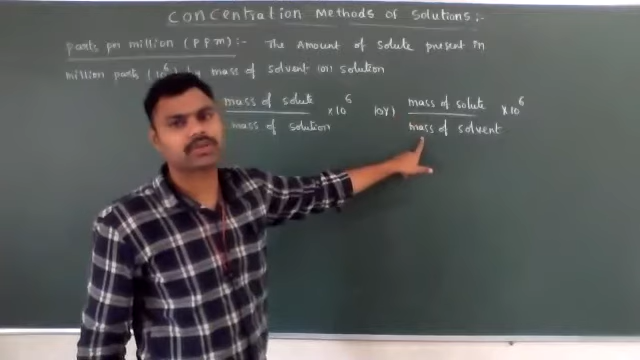 Concentration Methods of Solutions:-
parts per million (PPm):- The Amount of solute present in
million parts (10⁶) by mass of solvent (or) solution
mass of solute / mass of solution × 10⁶ (or) mass of solute / mass of solvent × 10⁶